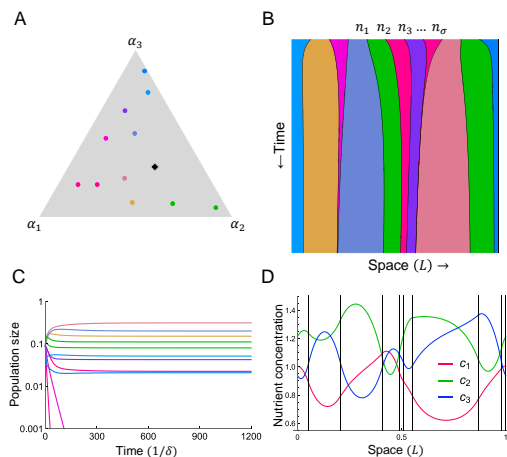 A
α3
α1
α2
B
n1 n2 n3 ... nσ
←Time
Space (L) →
C
Population size
1
0.1
0.01
0.001
0 300 600 900 1200
Time (1/δ)
D
Nutrient concentration
1.4
1.2
1.0
0.8
0.6
c1
c2
c3
0 0.5 1
Space (L)